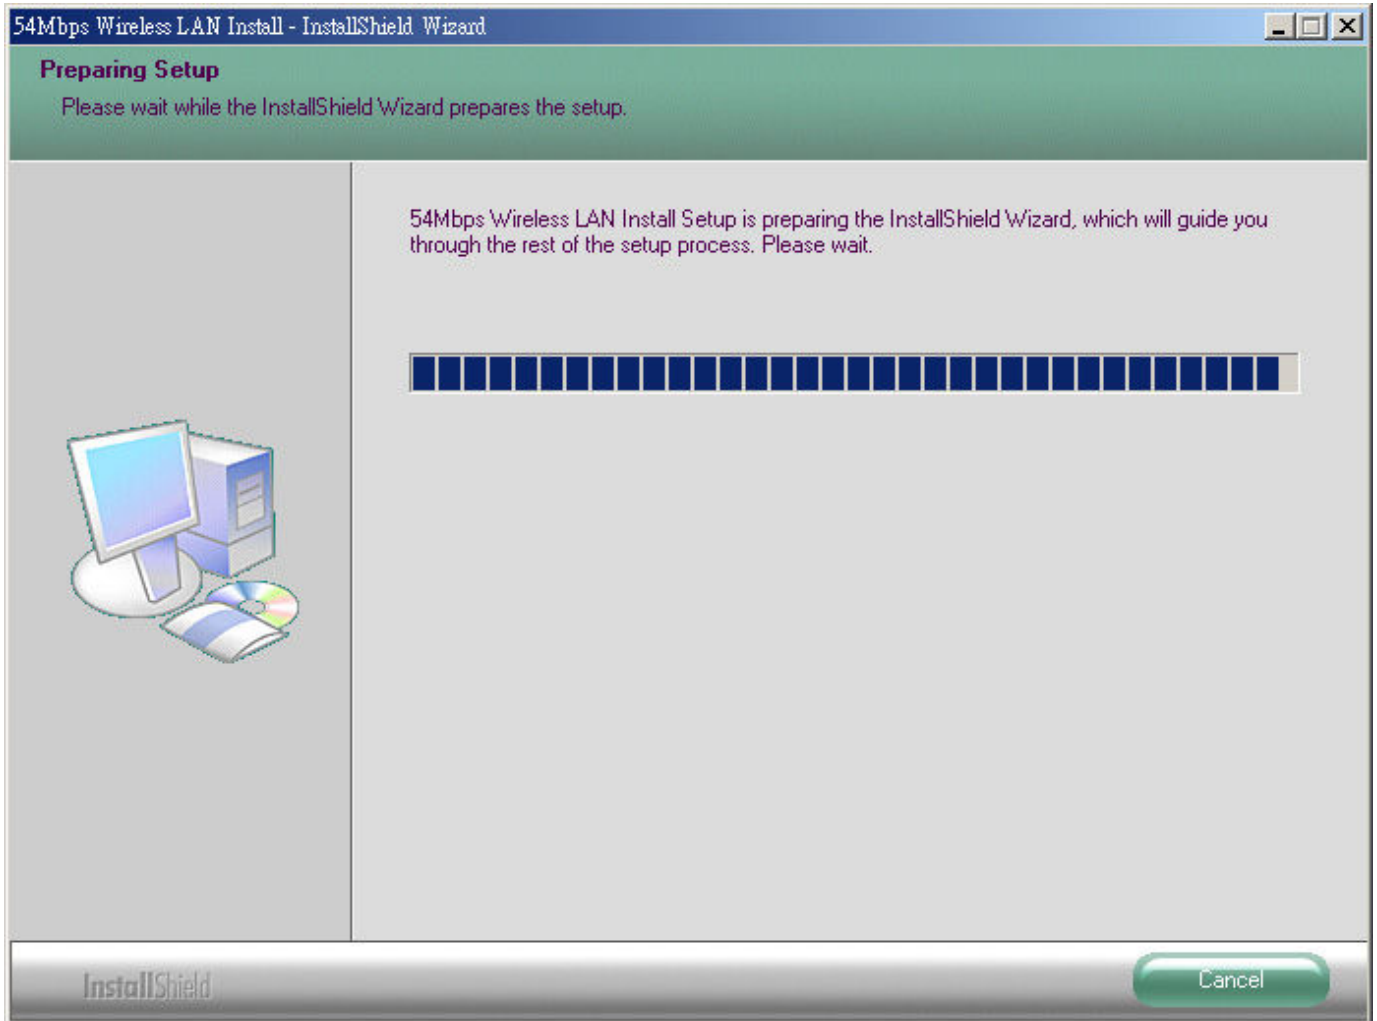 54Mbps Wireless LAN Install - InstallShield Wizard
Preparing Setup
Please wait while the InstallShield Wizard prepares the setup.
54Mbps Wireless LAN Install Setup is preparing the InstallShield Wizard, which will guide you
through the rest of the setup process. Please wait.
InstallShield
Cancel